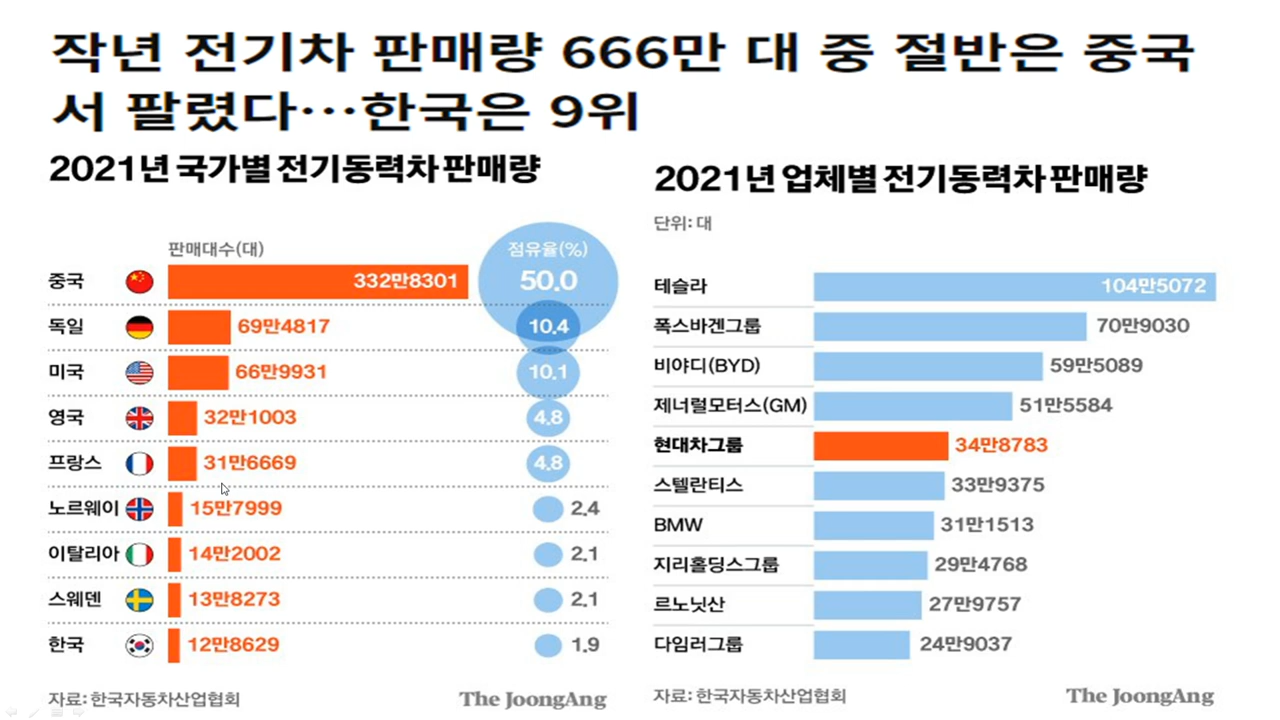 작년 전기차 판매량 666만 대 중 절반은 중국
서 팔렸다…한국은 9위
2021년 국가별 전기동력차 판매량
판매대수(대)
점유율(%)
중국 332만8301 50.0
독일 69만4817 10.4
미국 66만9931 10.1
영국 32만1003 4.8
프랑스 31만6669 4.8
노르웨이 15만7999 2.4
이탈리아 14만2002 2.1
스웨덴 13만8273 2.1
한국 12만8629 1.9
자료: 한국자동차산업협회
The JoongAng
2021년 업체별 전기동력차 판매량
단위: 대
테슬라 104만5072
폭스바겐그룹 70만9030
비야디(BYD) 59만5089
제너럴모터스(GM) 51만5584
현대차그룹 34만8783
스텔란티스 33만9375
BMW 31만1513
지리홀딩스그룹 29만4768
르노닛산 27만9757
다임러그룹 24만9037
자료: 한국자동차산업협회
The JoongAng